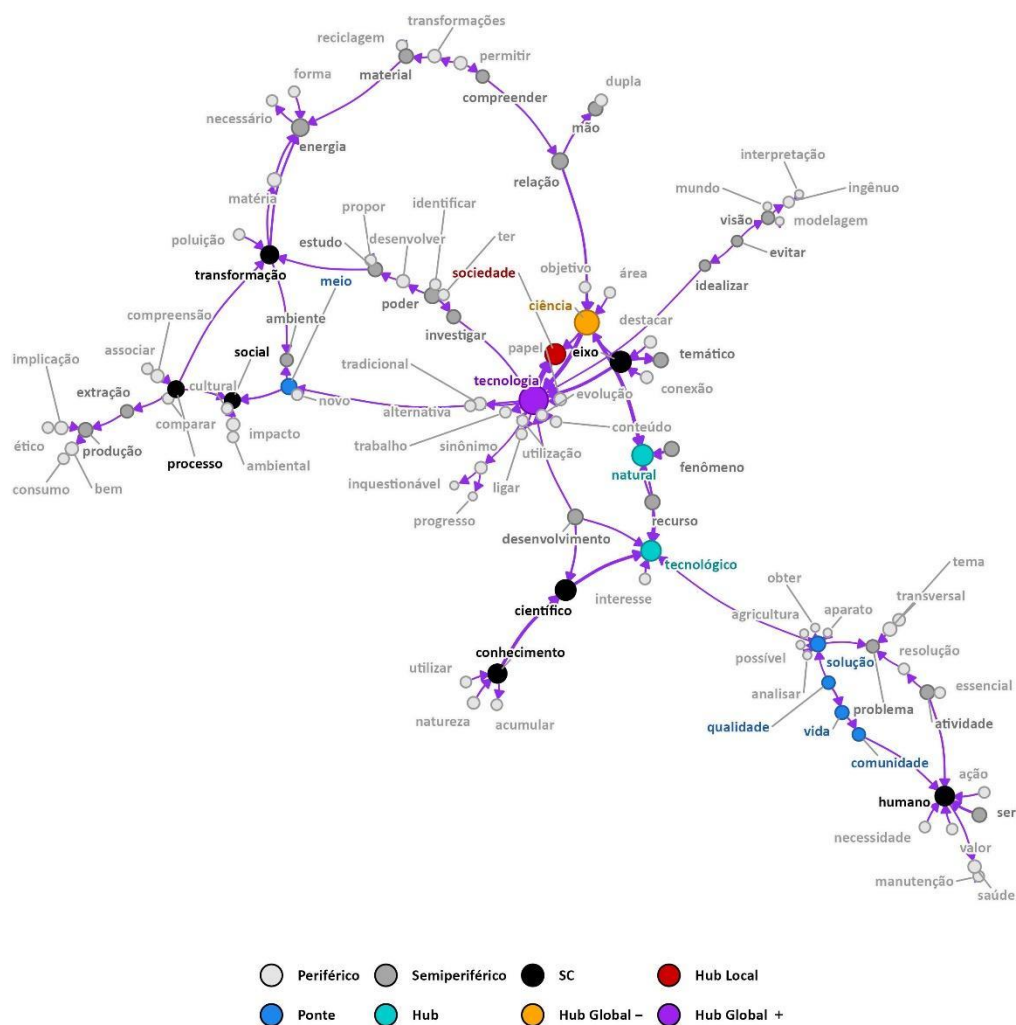 transformações
reciclagem
permitir
material
compreender
forma
dupla
necessário
mão
energia
interpretação
relação
mundo
ingênuo
matéria
identificar
visão
modelagem
propor
poluição
ter
estudo
desenvolver
evitar
transformação
meio
sociedade
objetivo
área
idealizar
poder
ciência
compreensão
ambiente
investigar
destacar
associar
social
papel
eixo
temático
implicação
tradicional
tecnologia
conexão
extração
cultural
novo
alternativa
evolução
comparar
conteúdo
ético
produção
impacto
trabalho
sinônimo
utilização
fenômeno
processo
ambiental
natural
consumo
bem
inquestionável
ligar
progresso
recurso
desenvolvimento
tecnológico
tema
obter
transversal
interesse
agricultura
aparato
científico
resolução
conhecimento
possível
solução
utilizar
essencial
analisar
problema
natureza
acumular
qualidade
vida
atividade
comunidade
ação
humano
ser
necessidade
valor
manutenção
saúde
Periférico Semiperiférico SC Hub Local
Ponte Hub Hub Global – Hub Global +